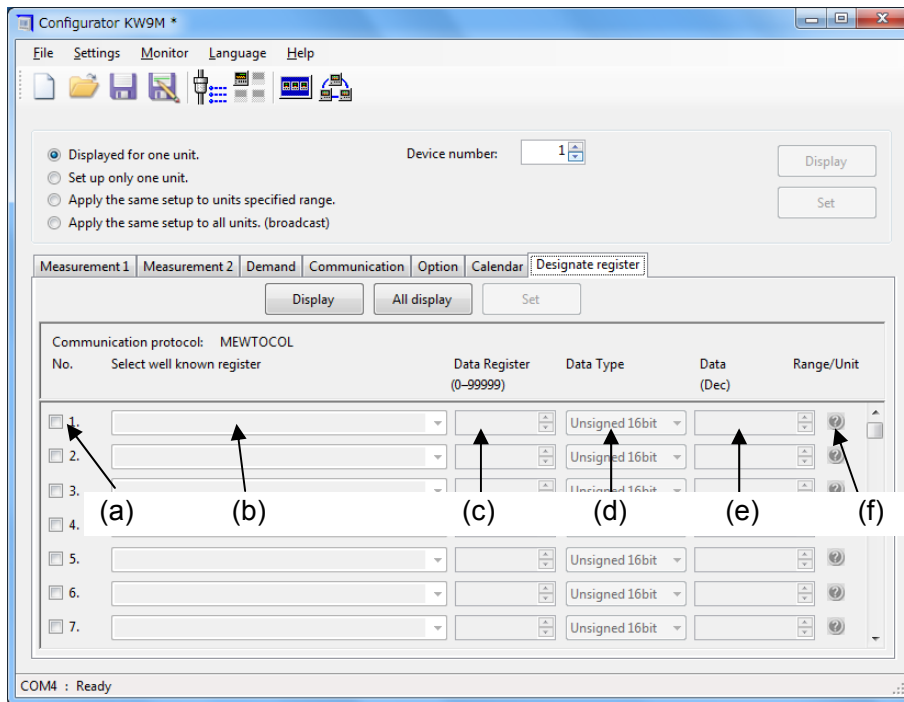 Configurator KW9M *
File Settings Monitor Language Help
Displayed for one unit. Device number: 1 Display
Set up only one unit.
Apply the same setup to units specified range. Set
Apply the same setup to all units. (broadcast)
Measurement 1 Measurement 2 Demand Communication Option Calendar Designate register
Display All display Set
Communication protocol: MEWTOCOL
No. Select well known register Data Register Data Type Data Range/Unit
(0–99999) (Dec)
1. Unsigned 16bit
2. Unsigned 16bit
3. Unsigned 16bit
(a) (b) (c) (d) (e) (f)
4.
5. Unsigned 16bit
6. Unsigned 16bit
7. Unsigned 16bit
COM4 : Ready